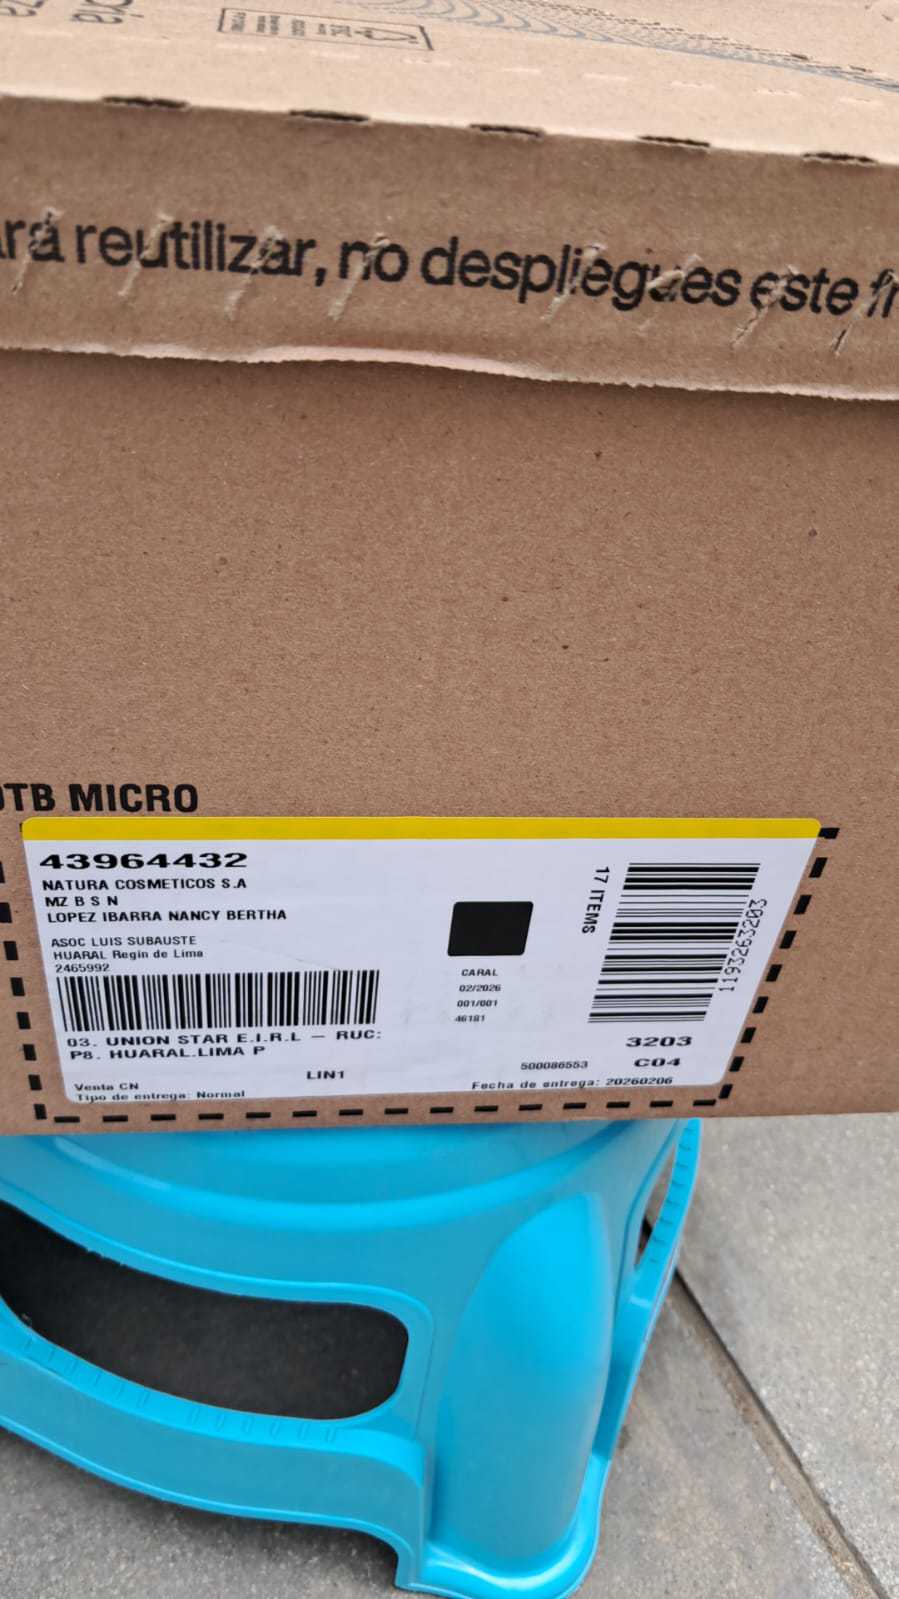 reutilizar, no despliegues este
MICRO
43964432
NATURA COSMETICOS S.A
MZ B S N
LOPEZ IBARRA NANCY BERTHA
ASOC LUIS SUBAUSTE
HUARAL Regin de Lima
2465992
03. UNION STAR E.I.R.L — RUC:
P8. HUARAL.LIMA P
LIN1
Venta CN
Tipo de entrega: Normal
CARAL
02/2026
001/001
46181
17 ITEMS
1193263203
3203
500086553
C04
Fecha de entrega: 20260206